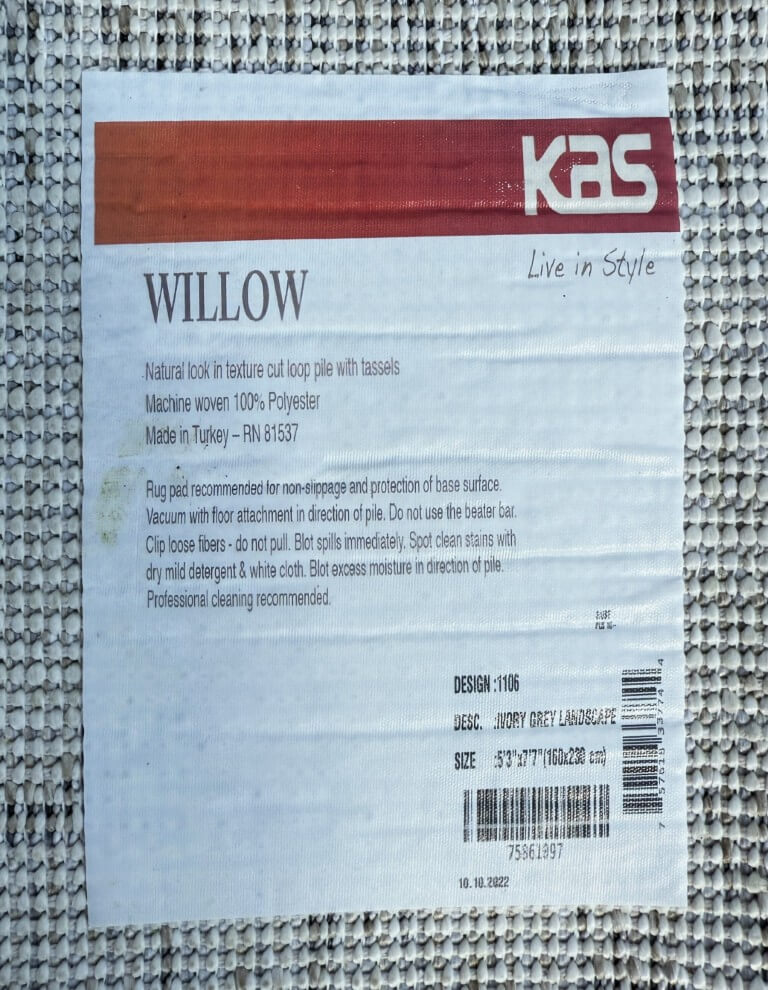 KAS
Live in Style
WILLOW
Natural look in texture cut loop pile with tassels
Machine woven 100% Polyester
Made in Turkey – RN 81537
Rug pad recommended for non-slippage and protection of base surface.
Vacuum with floor attachment in direction of pile. Do not use the beater bar.
Clip loose fibers - do not pull. Blot spills immediately. Spot clean stains with
dry mild detergent & white cloth. Blot excess moisture in direction of pile.
Professional cleaning recommended.
DESIGN :1106
DESC. :IVORY GREY LANDSCAPE
SIZE :5'3"x7'7"(160x230 cm)
75861997
10.10.2022